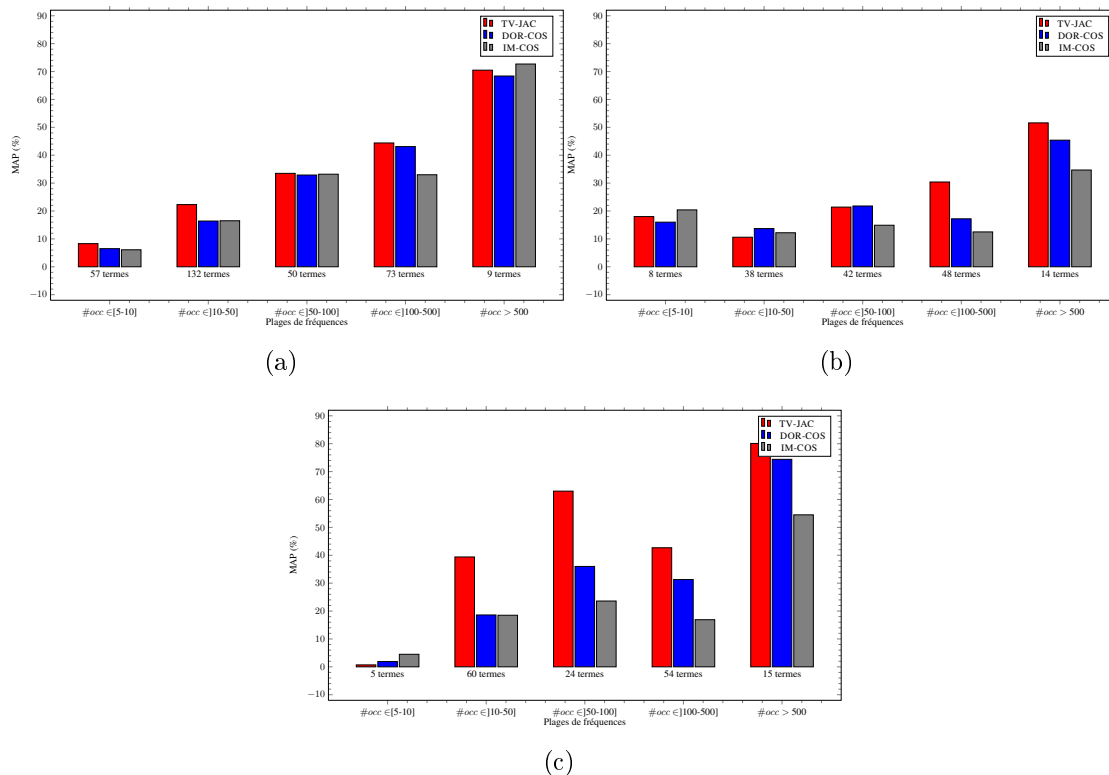 90
80
70
60
50
40
30
20
10
0
−10
MAP (%)
TV-JAC
DOR-COS
IM-COS
57 termes 132 termes 50 termes 73 termes 9 termes
#occ ∈[5-10] #occ ∈]10-50] #occ ∈]50-100] #occ ∈]100-500] #occ > 500
Plages de fréquences
(a)
90
80
70
60
50
40
30
20
10
0
−10
MAP (%)
TV-JAC
DOR-COS
IM-COS
8 termes 38 termes 42 termes 48 termes 14 termes
#occ ∈[5-10] #occ ∈]10-50] #occ ∈]50-100] #occ ∈]100-500] #occ > 500
Plages de fréquences
(b)
90
80
70
60
50
40
30
20
10
0
−10
MAP (%)
TV-JAC
DOR-COS
IM-COS
5 termes 60 termes 24 termes 54 termes 15 termes
#occ ∈[5-10] #occ ∈]10-50] #occ ∈]50-100] #occ ∈]100-500] #occ > 500
Plages de fréquences
(c)